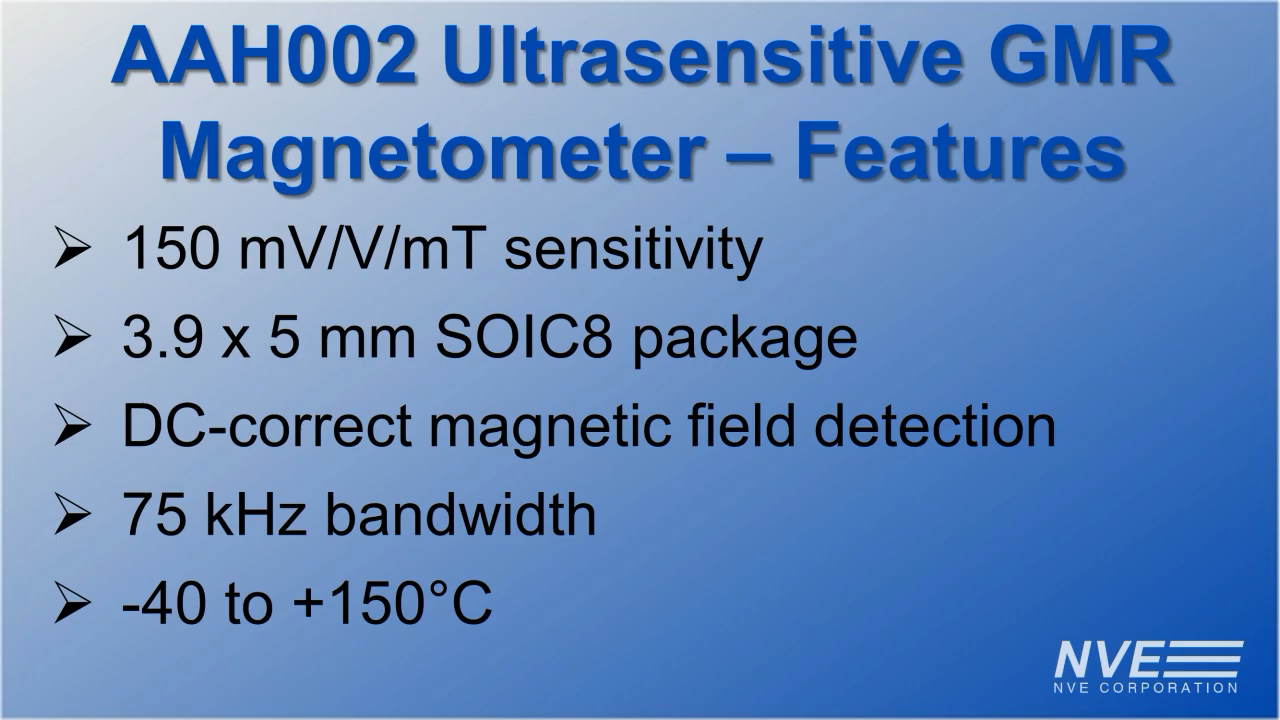 AAH002 Ultrasensitive GMR
Magnetometer – Features
➢ 150 mV/V/mT sensitivity
➢ 3.9 x 5 mm SOIC8 package
➢ DC-correct magnetic field detection
➢ 75 kHz bandwidth
➢ -40 to +150°C
NVE
NVE CORPORATION